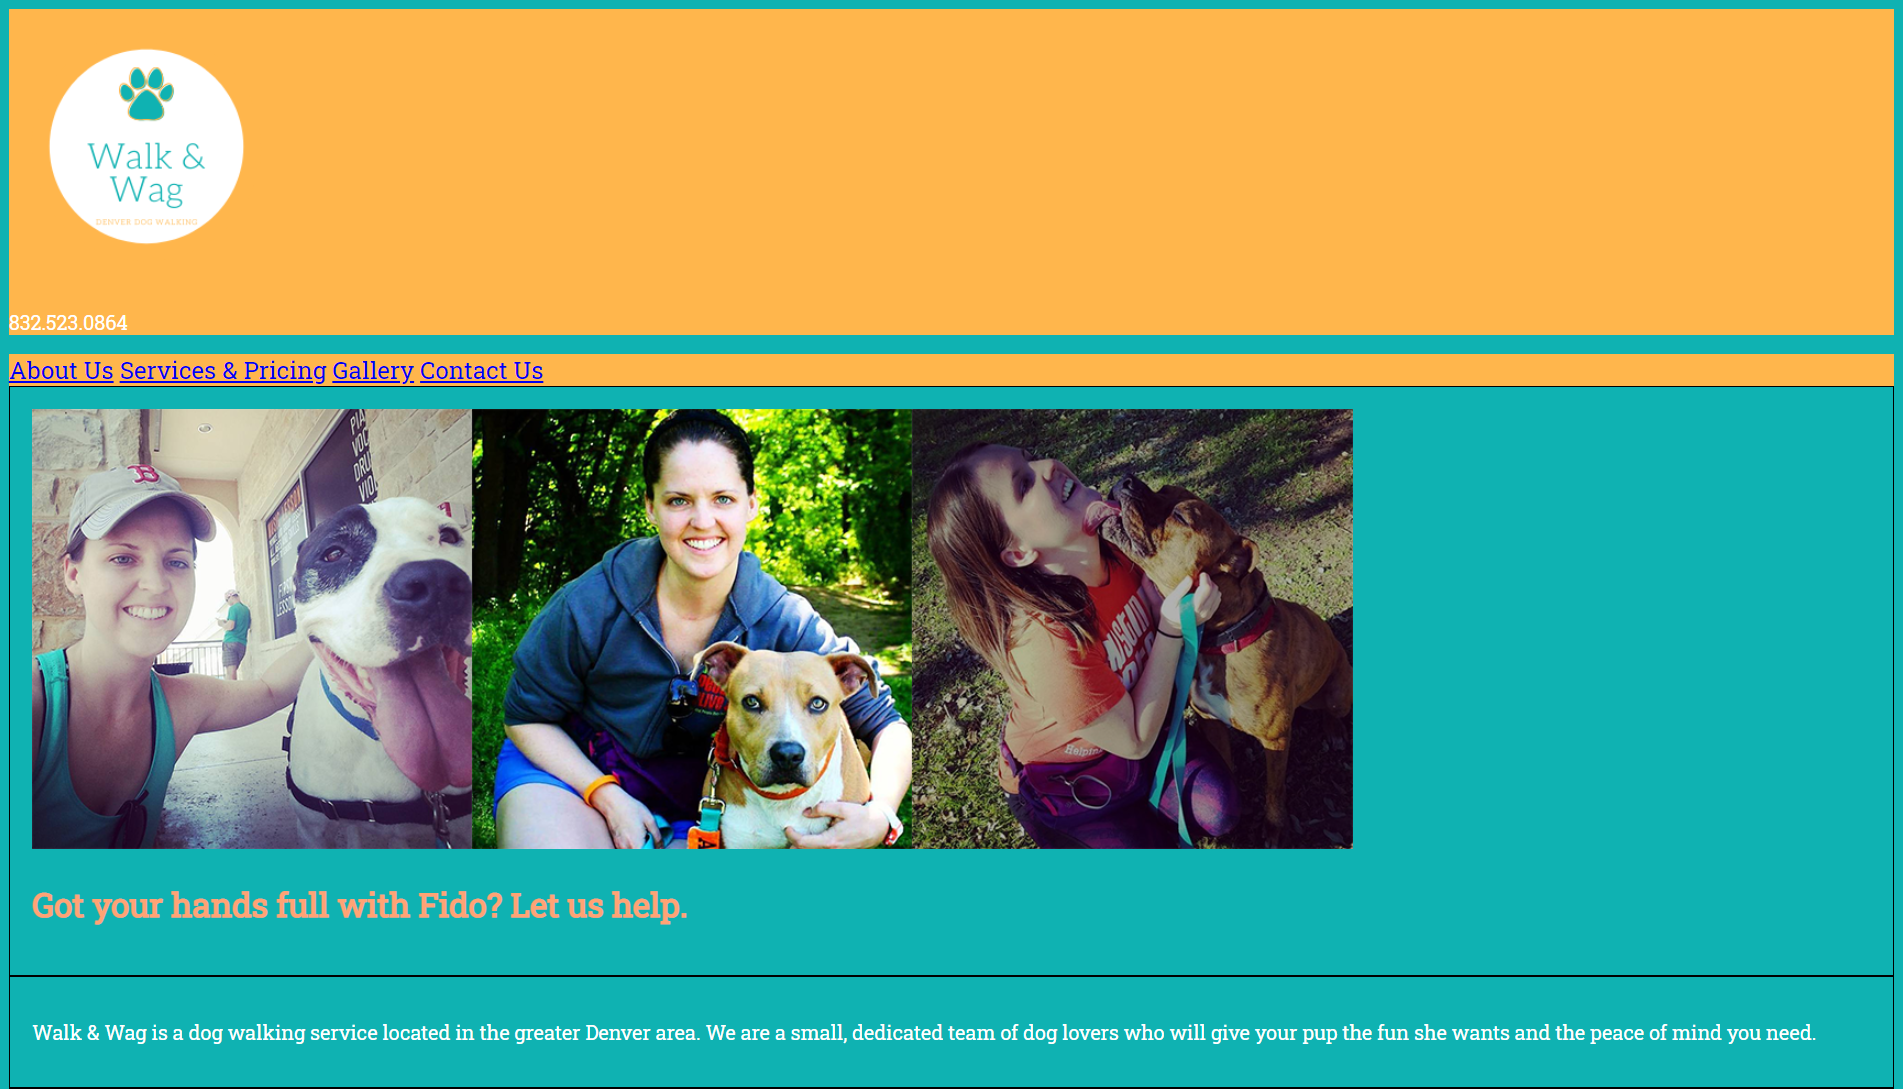 Walk &
Wag
DENVER DOG WALKING
832.523.0864
About Us Services & Pricing Gallery Contact Us
B
Got your hands full with Fido? Let us help.
Walk & Wag is a dog walking service located in the greater Denver area. We are a small, dedicated team of dog lovers who will give your pup the fun she wants and the peace of mind you need.